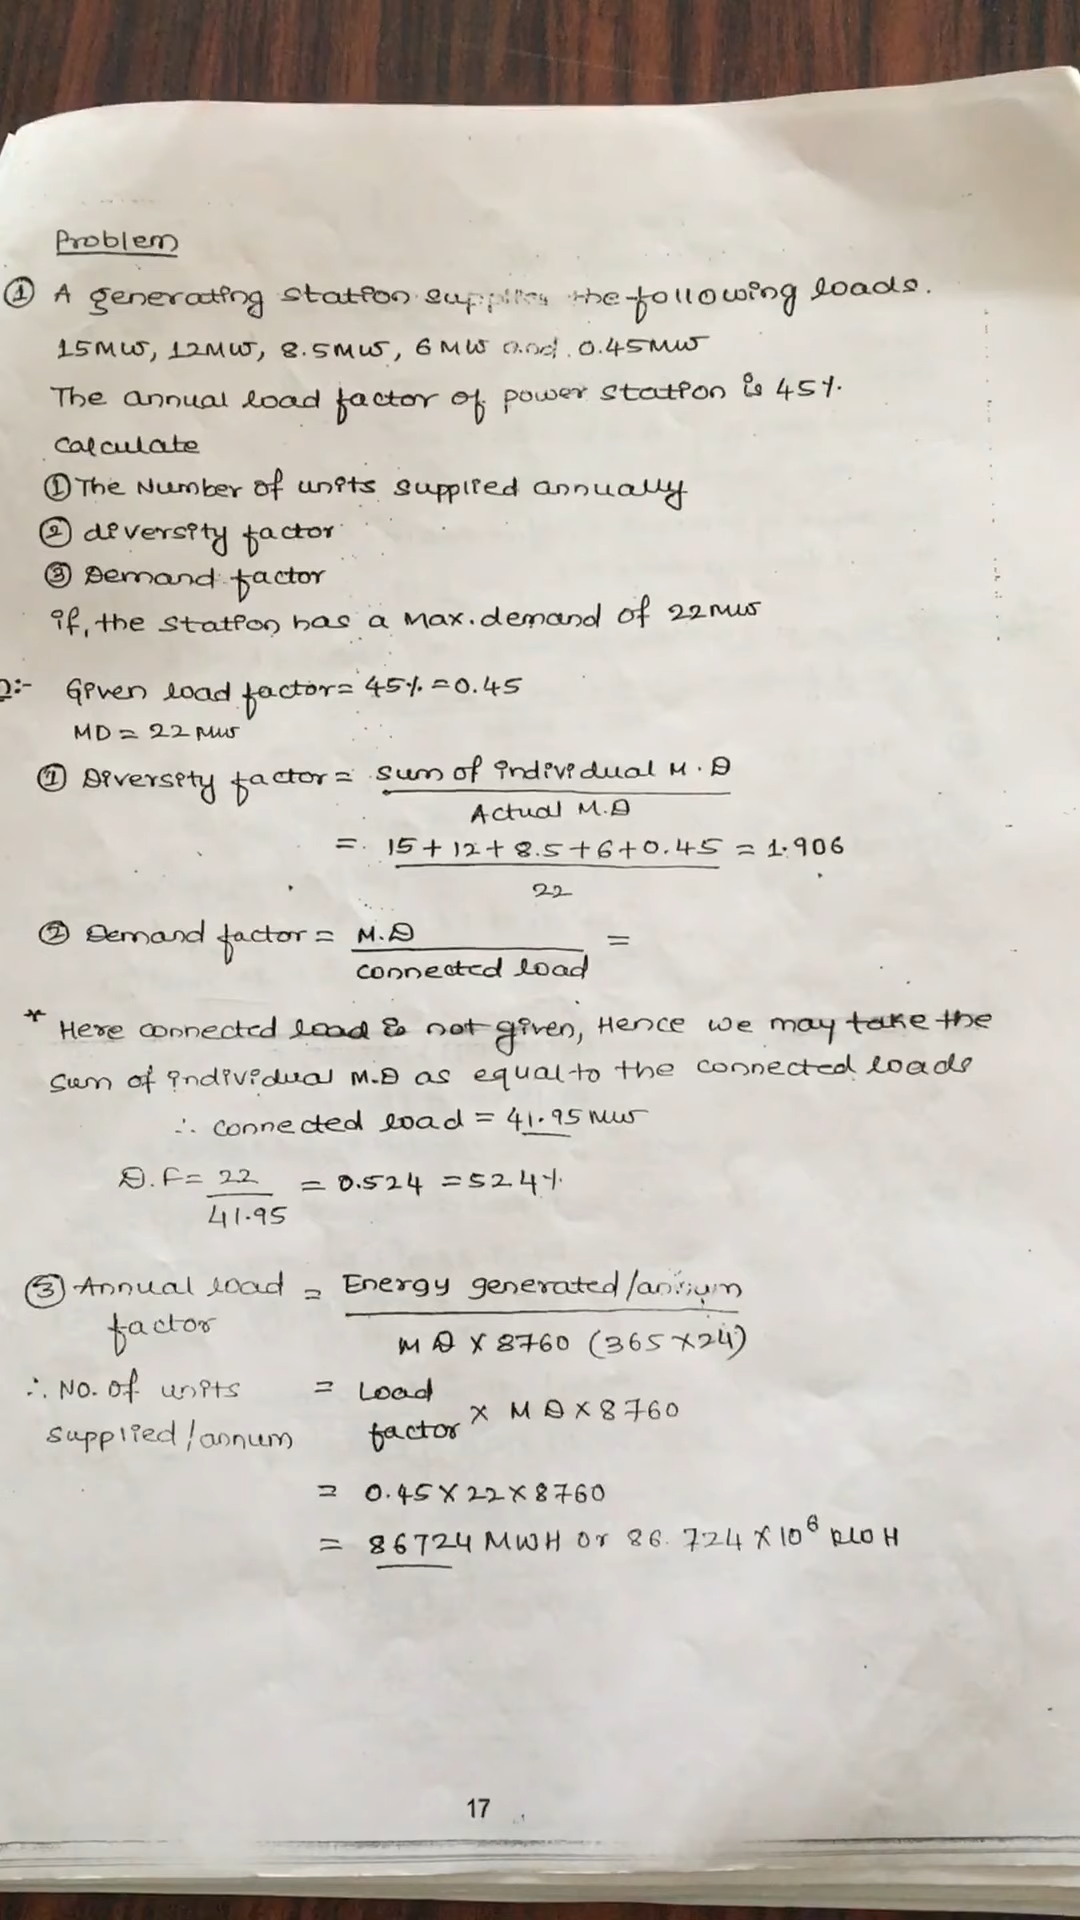 Problem
① A generating station supplies the following loads.
15MW, 12MW, 8.5MW, 6 MW and 0.45MW
The annual load factor of power station is 45%.
calculate
① The Number of units supplied annually
② diversity factor
③ Demand factor
if, the station has a Max. demand of 22MW
Given load factor = 45% = 0.45
MD = 22 MW
① Diversity factor = sum of individual M.D
Actual M.D
= 15+12+8.5+6+0.45 = 1.906
22
② Demand factor = M.D =
connected load
* Here connected load is not given, Hence we may take the
sum of individual M.D as equal to the connected loads
∴ connected load = 41.95 MW
D.F = 22 = 0.524 = 52.4%
41.95
③ Annual load = Energy generated/annum
factor MD X 8760 (365 X 24)
∴ No. of units = Load
supplied/annum factor X MD X 8760
= 0.45 X 22 X 8760
= 86724 MWH or 86.724 X 10⁶ KWH
17